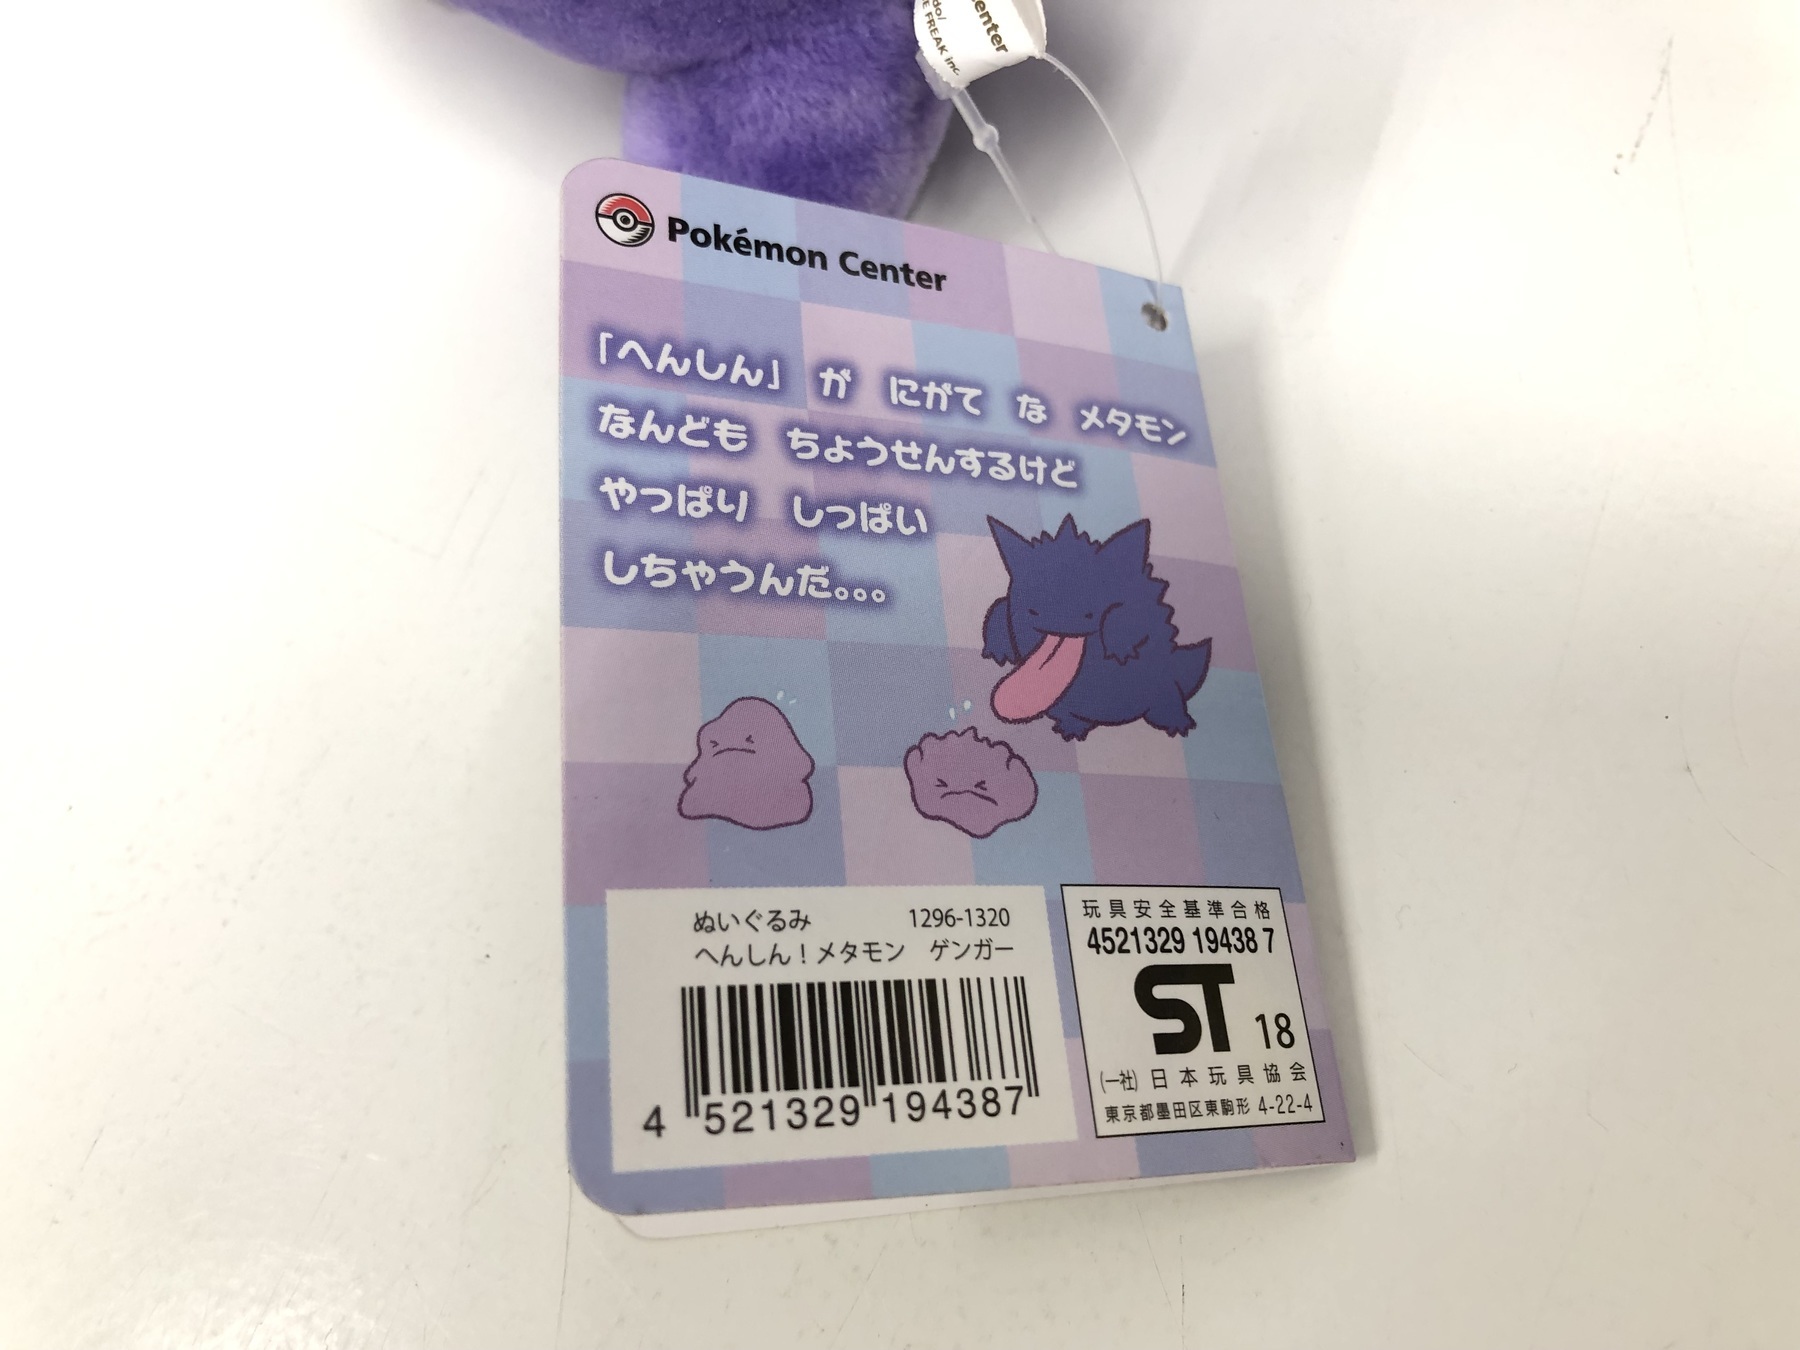 enter
do/
E FREAK inc.
Pokémon Center
「へんしん」 が にがて な メタモン
なんども ちょうせんするけど
やっぱり しっぱい
しちゃうんだ。。。
ぬいぐるみ 1296-1320
へんしん！メタモン ゲンガー
4 521329 194387
玩具安全基準合格
4521329 19438 7
ST 18
(一社) 日本玩具協会
東京都墨田区東駒形 4-22-4